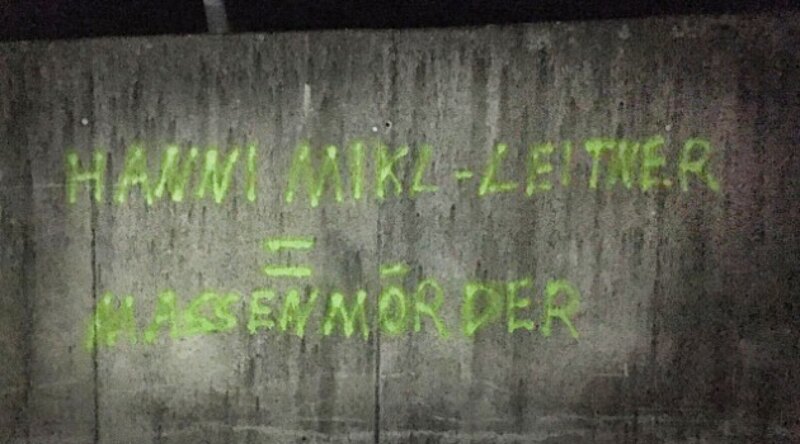 HANNI MIKL-LEITNER
=
MASSENMÖRDER